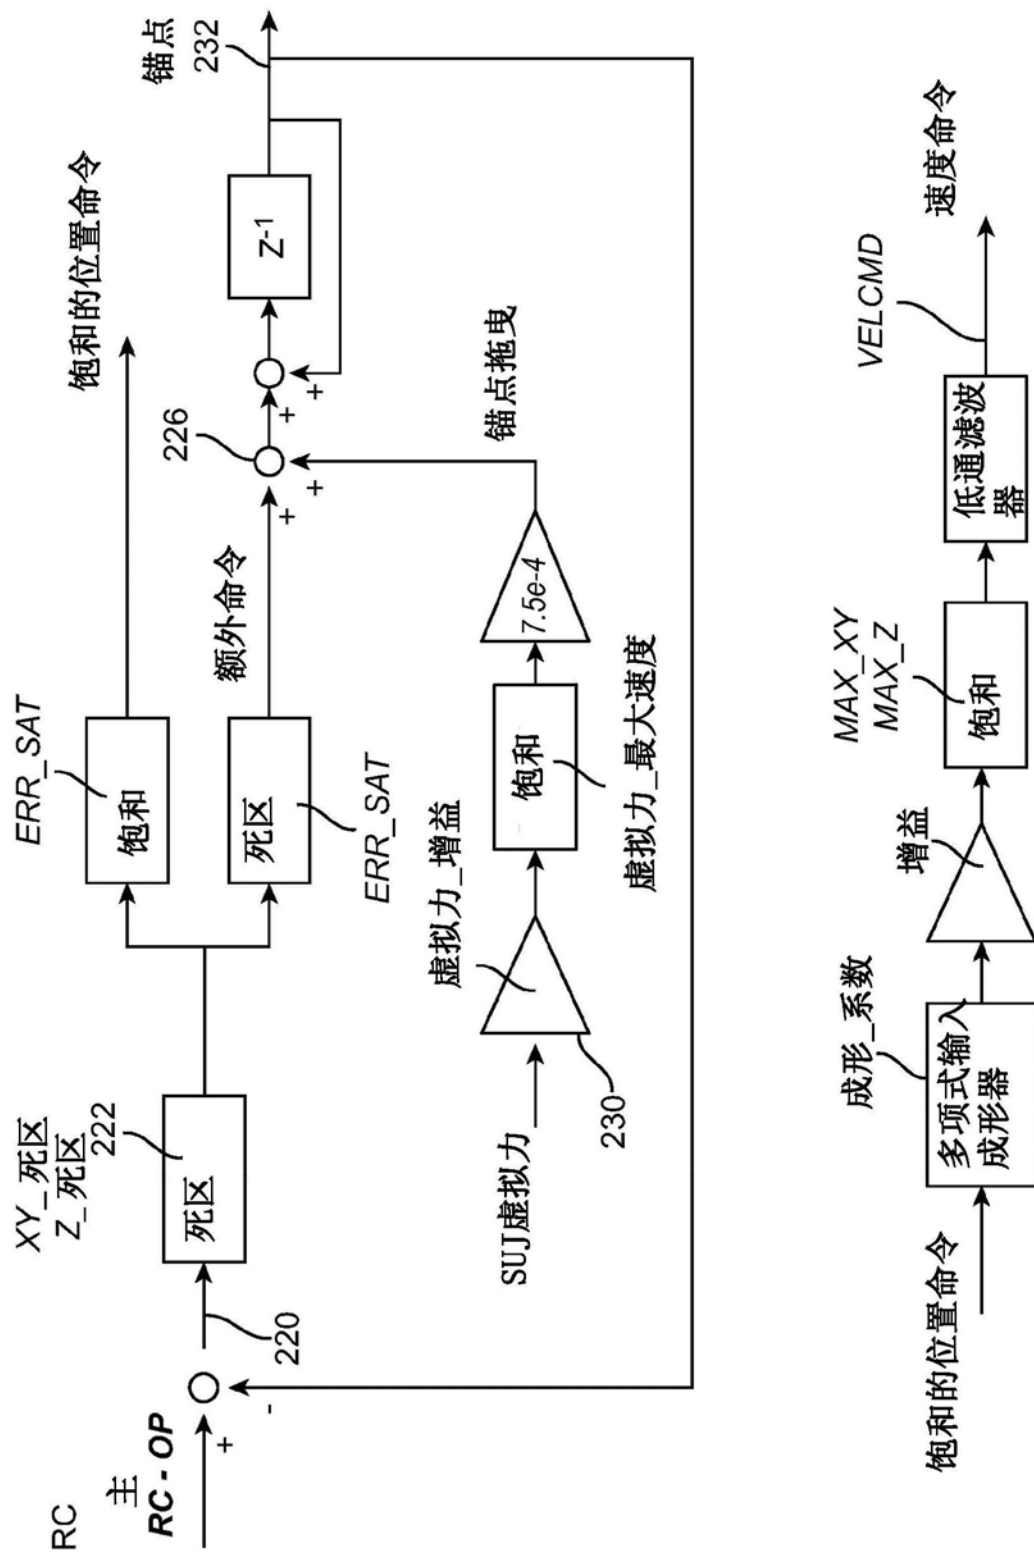 RC
主
RC - OP
+
-
220
XY_死区
Z_死区
222
死区
ERR_SAT
饱和
饱和的位置命令
死区
ERR_SAT
额外命令
226
+
+
+
+
Z-1
锚点
232
SUJ虚拟力
230
虚拟力_增益
饱和
虚拟力_最大速度
7.5e-4
锚点拖曳
饱和的位置命令
成形_系数
多项式输入
成形器
增益
MAX_XY
MAX_Z
饱和
低通滤波
器
VELCMD
速度命令